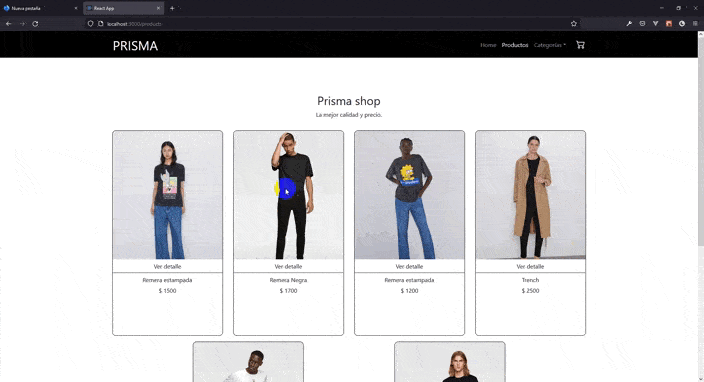 Nueva pestaña
React App
localhost:3000/products
PRISMA
Home Productos Categorías
Prisma shop
La mejor calidad y precio.
Ver detalle
Remera estampada
$ 1500
Ver detalle
Remera Negra
$ 1700
Ver detalle
Remera estampada
$ 1200
Ver detalle
Trench
$ 2500